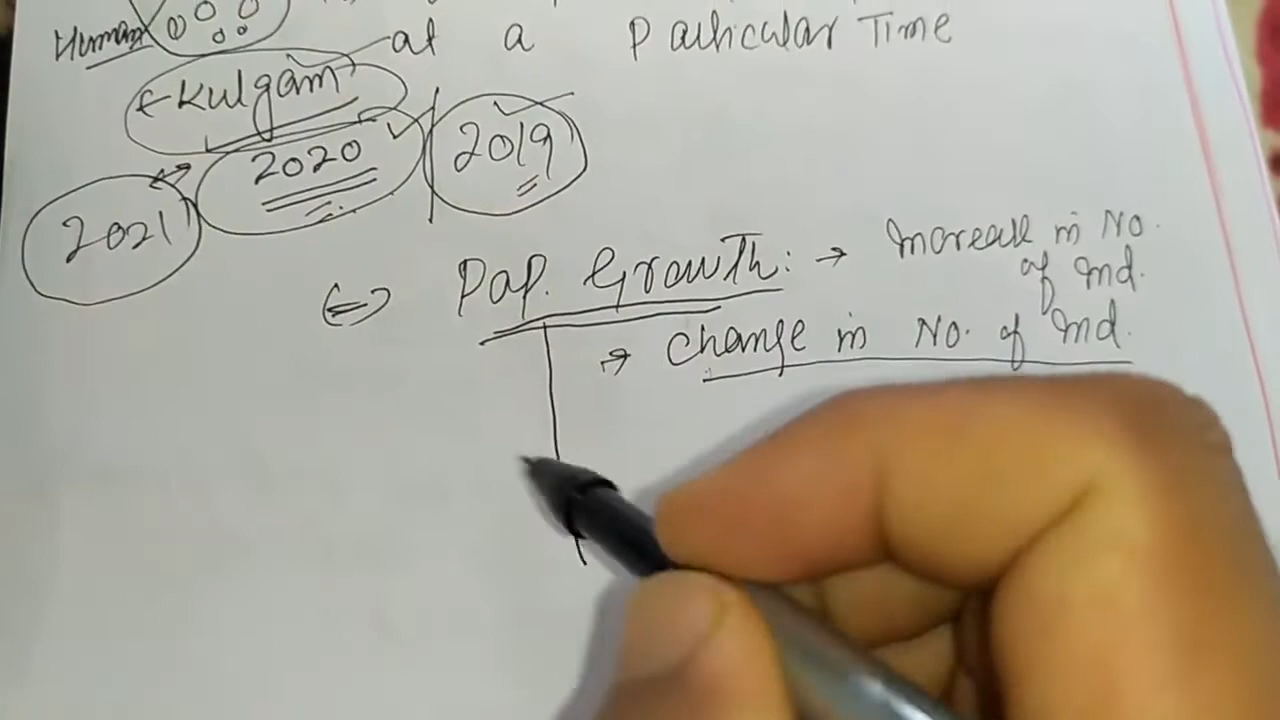 Human at a Particular Time
Kulgam
2021 2020 2019
Pop. Growth: → Increase in No.
of Ind.
→ Change in No. of Ind.